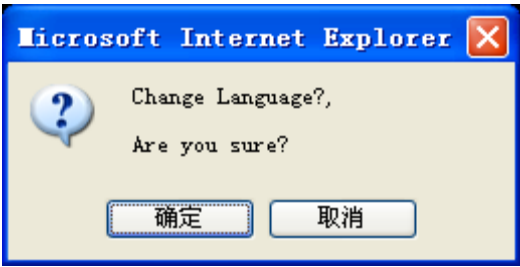 Microsoft Internet Explorer
Change Language?,
Are you sure?
确定
取消